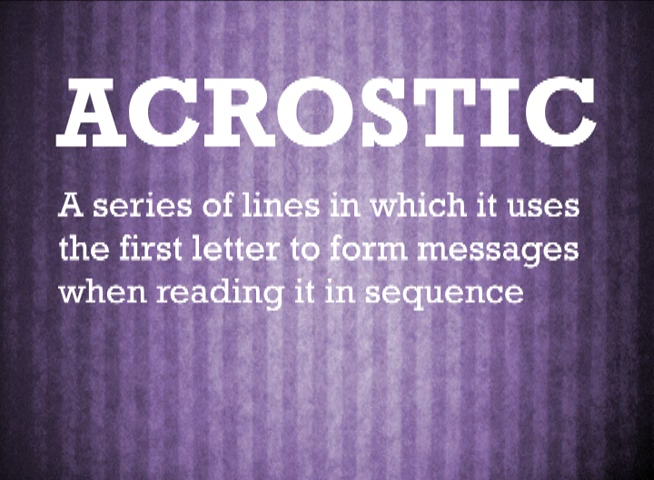 ACROSTIC
A series of lines in which it uses
the first letter to form messages
when reading it in sequence